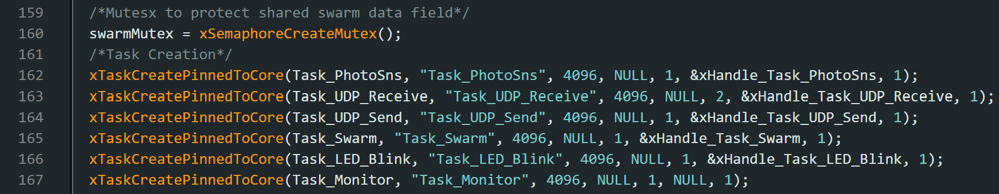 159 /*Mutesx to protect shared swarm data field*/
160 swarmMutex = xSemaphoreCreateMutex();
161 /*Task Creation*/
162 xTaskCreatePinnedToCore(Task_PhotoSns, "Task_PhotoSns", 4096, NULL, 1, &xHandle_Task_PhotoSns, 1);
163 xTaskCreatePinnedToCore(Task_UDP_Receive, "Task_UDP_Receive", 4096, NULL, 2, &xHandle_Task_UDP_Receive, 1);
164 xTaskCreatePinnedToCore(Task_UDP_Send, "Task_UDP_Send", 4096, NULL, 1, &xHandle_Task_UDP_Send, 1);
165 xTaskCreatePinnedToCore(Task_Swarm, "Task_Swarm", 4096, NULL, 1, &xHandle_Task_Swarm, 1);
166 xTaskCreatePinnedToCore(Task_LED_Blink, "Task_LED_Blink", 4096, NULL, 1, &xHandle_Task_LED_Blink, 1);
167 xTaskCreatePinnedToCore(Task_Monitor, "Task_Monitor", 4096, NULL, 1, NULL, 1);